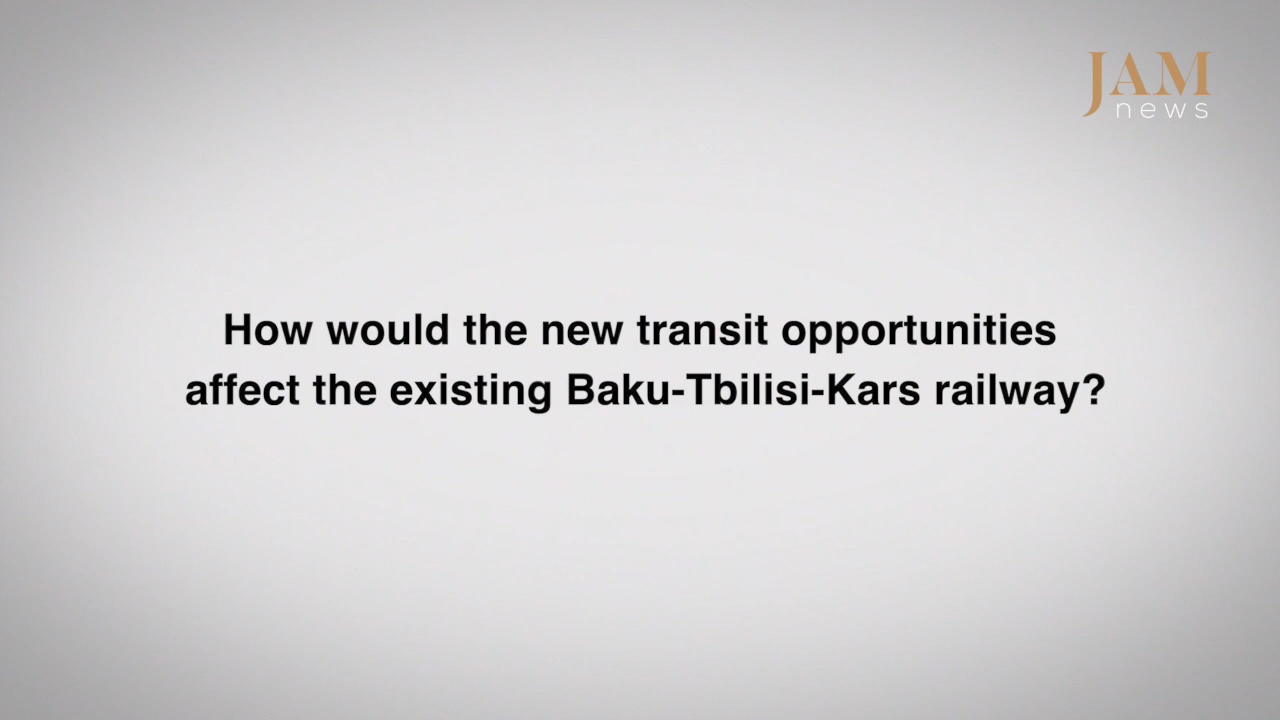 JAM
news
How would the new transit opportunities
affect the existing Baku-Tbilisi-Kars railway?